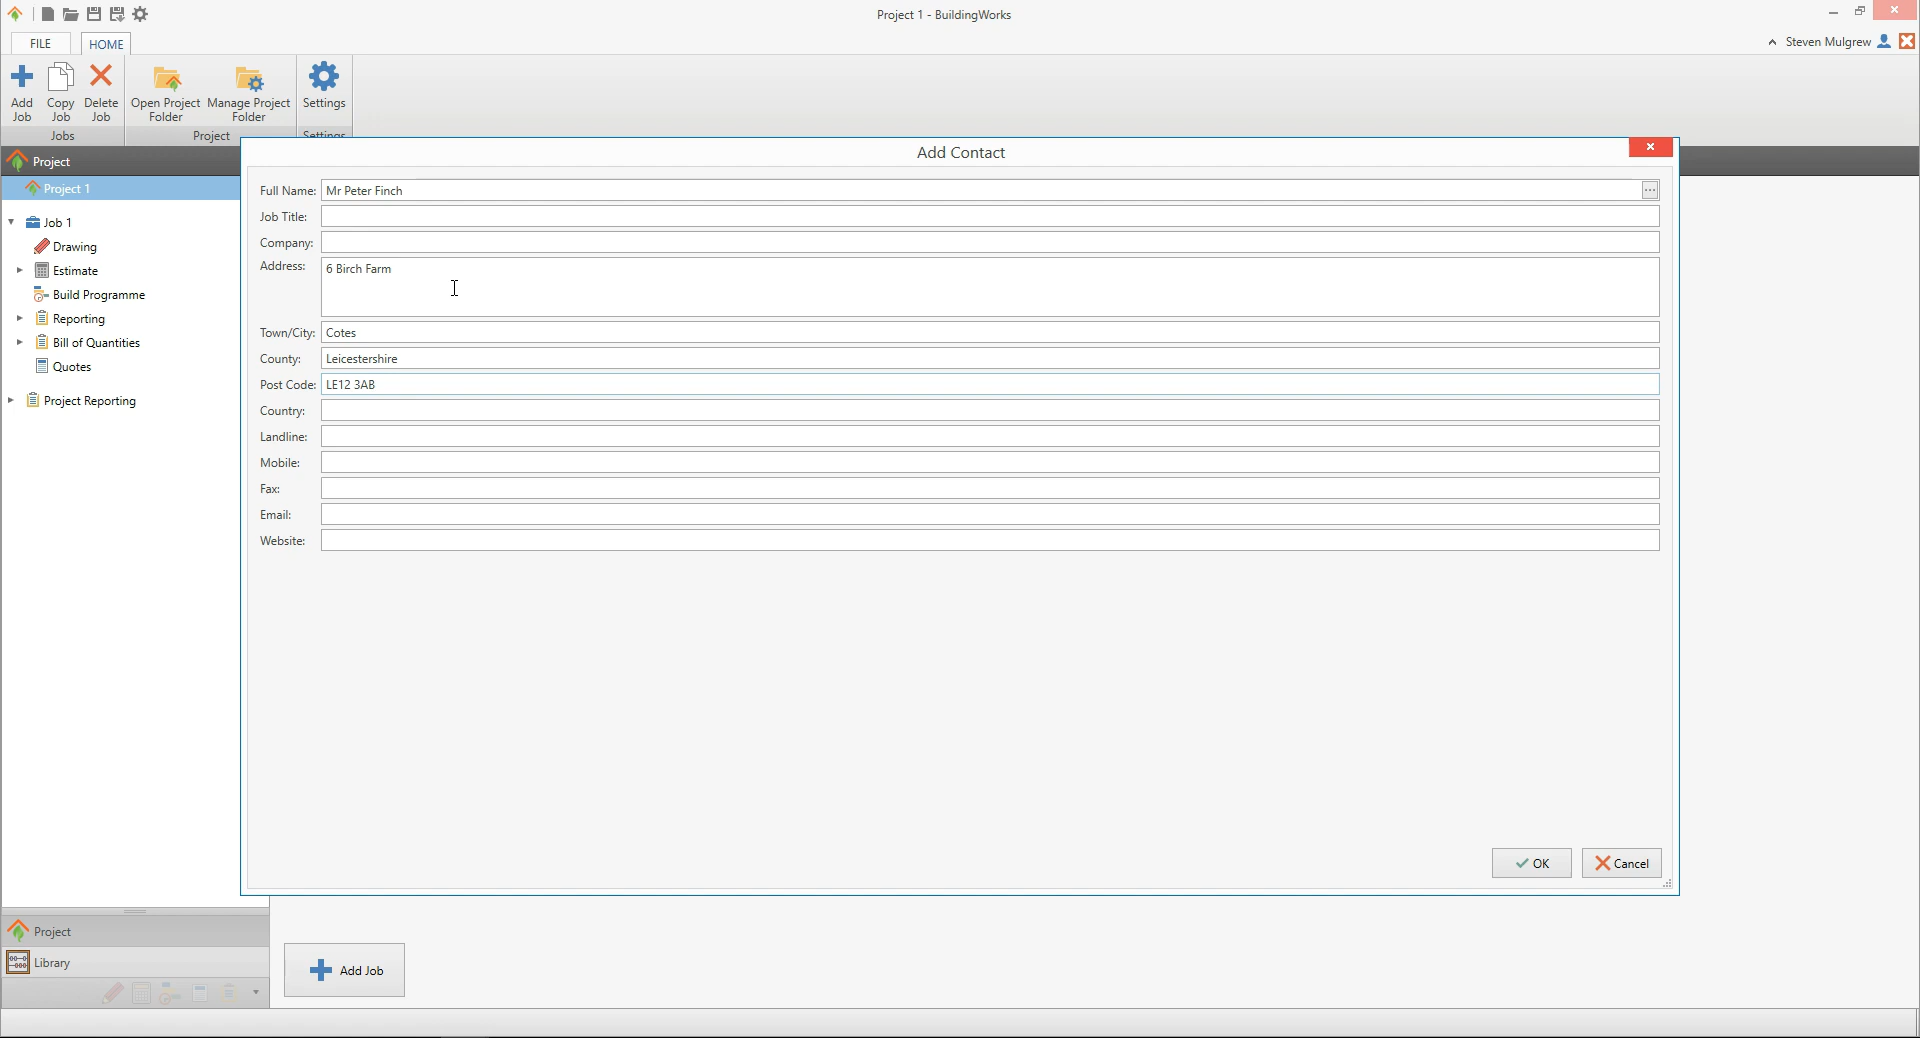 Project 1 - BuildingWorks
FILE
HOME
Steven Mulgrew
Add Job
Copy Job
Delete Job
Open Project Folder
Manage Project Folder
Settings
Jobs
Project
Settings
Project
Project 1
Job 1
Drawing
Estimate
Build Programme
Reporting
Bill of Quantities
Quotes
Project Reporting
Add Contact
Full Name: Mr Peter Finch
Job Title:
Company:
Address: 6 Birch Farm
Town/City: Cotes
County: Leicestershire
Post Code: LE12 3AB
Country:
Landline:
Mobile:
Fax:
Email:
Website:
OK
Cancel
Project
Library
Add Job